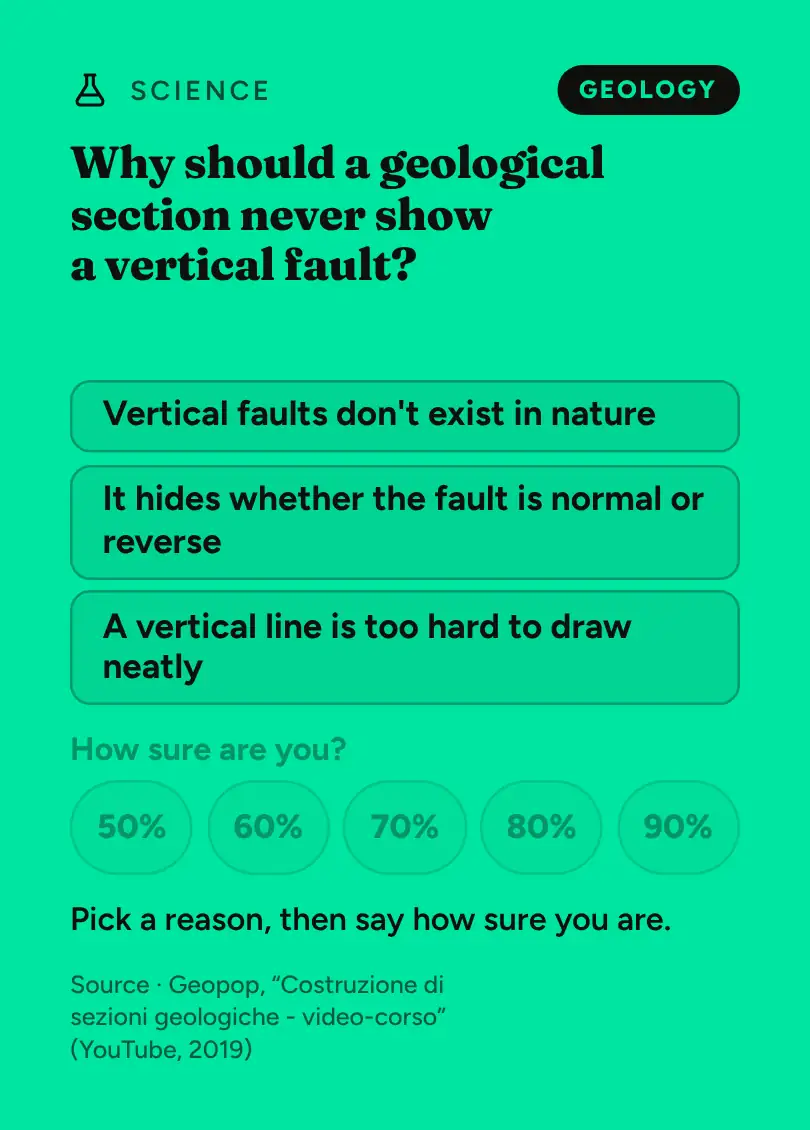 SCIENCE
GEOLOGY
Why should a geological
section never show
a vertical fault?
Vertical faults don't exist in nature
It hides whether the fault is normal or
reverse
A vertical line is too hard to draw
neatly
How sure are you?
50% 60% 70% 80% 90%
Pick a reason, then say how sure you are.
Source · Geopop, “Costruzione di
sezioni geologiche - video-corso”
(YouTube, 2019)